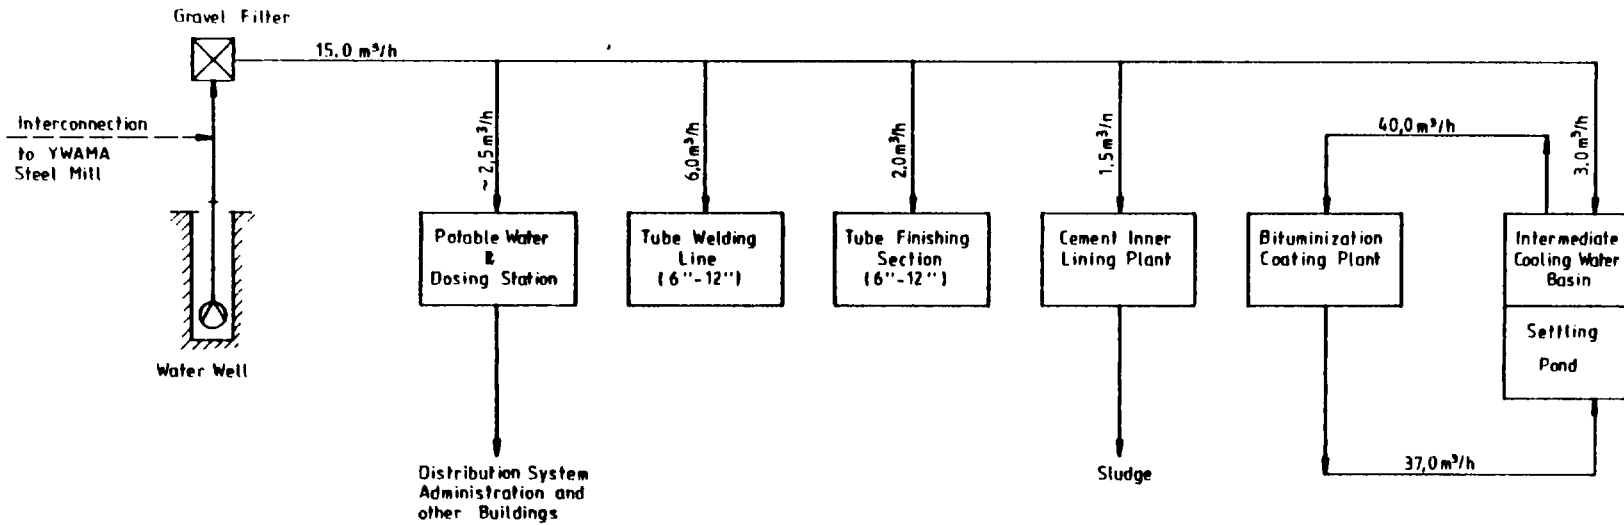 Gravel Filter
15,0 m³/h
Interconnection
to YWAMA
Steel Mill
~ 2,5 m³/h
6,0 m³/h
2,0 m³/h
1.5 m³/h
40,0 m³/h
3.0 m³/h
Potable Water
&
Dosing Station
Tube Welding
Line
(6"-12")
Tube Finishing
Section
(6"-12")
Cement Inner
Lining Plant
Bituminization
Coating Plant
Intermediate
Cooling Water
Basin
Settling
Pond
Water Well
37,0 m³/h
Distribution System
Administration and
other Buildings
Sludge